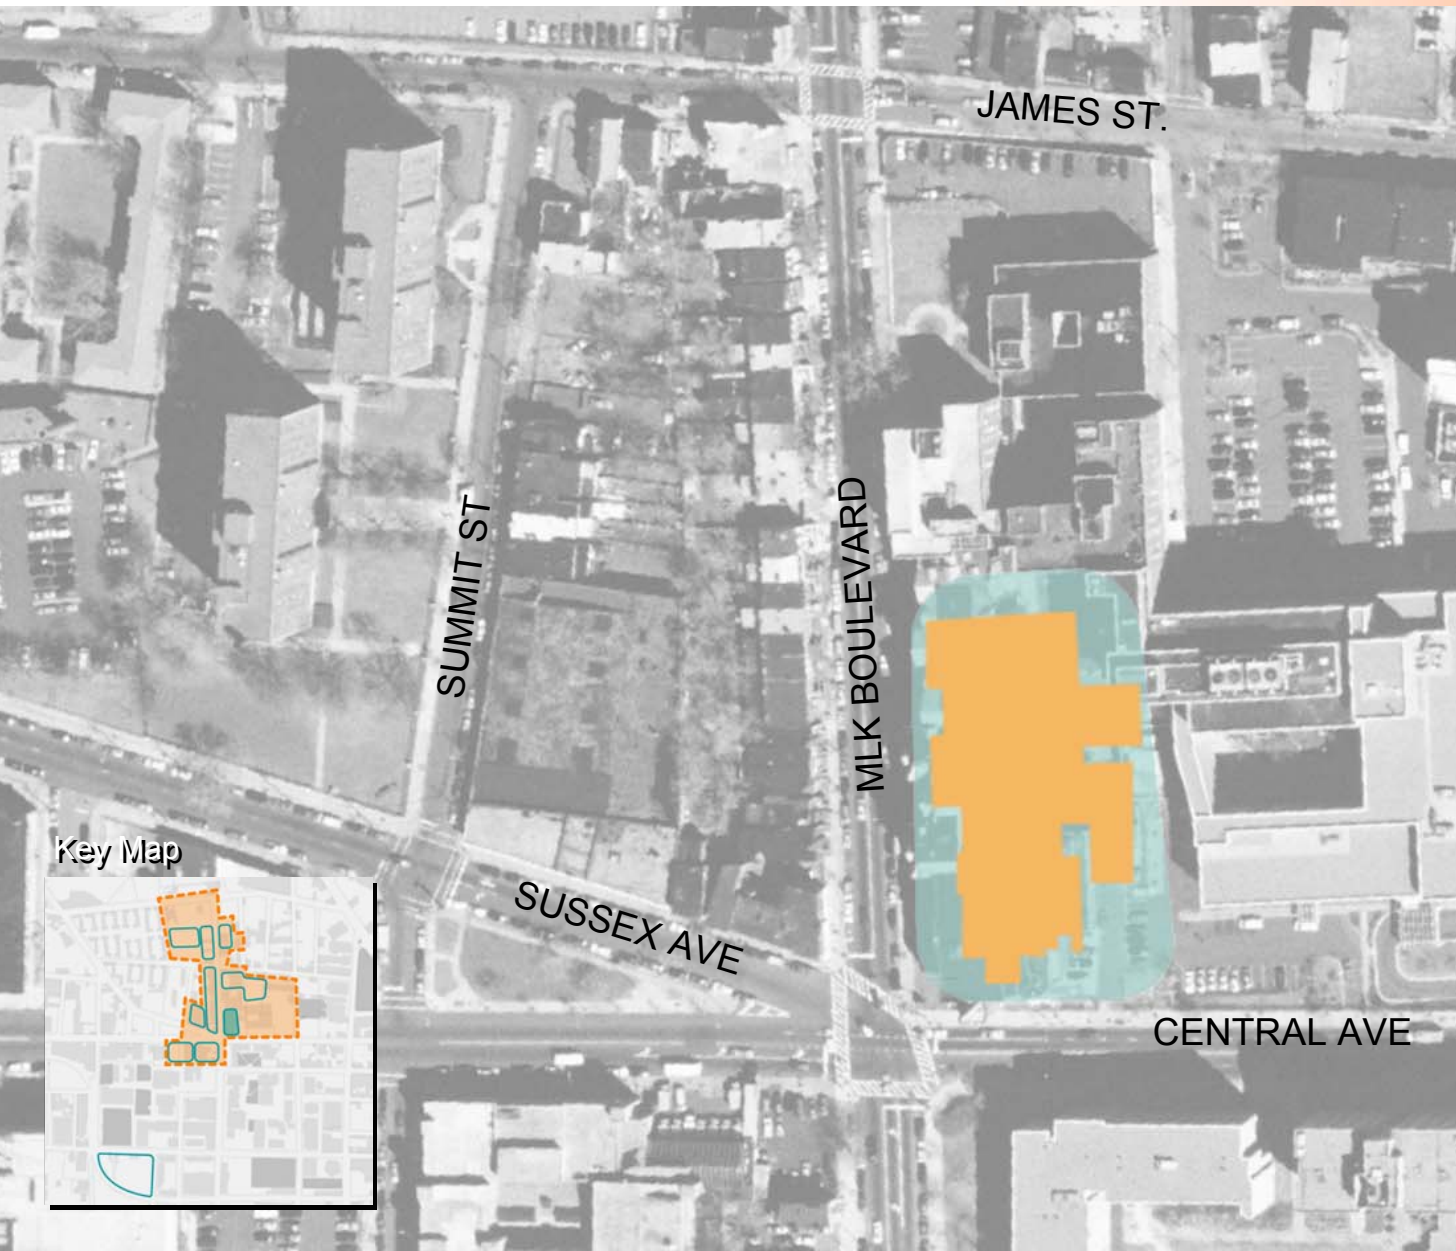 JAMES ST.
SUMMIT ST
MLK BOULEVARD
Key Map
SUSSEX AVE
CENTRAL AVE